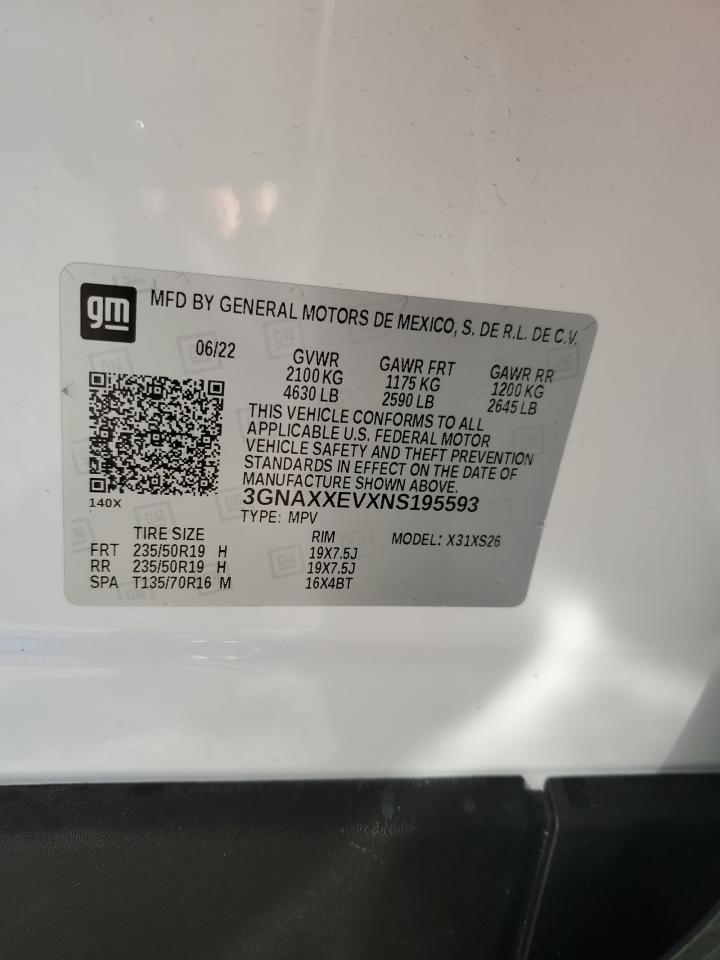 gm
MFD BY GENERAL MOTORS DE MEXICO, S. DE R.L. DE C.V.
06/22 GVWR GAWR FRT GAWR RR
2100 KG 1175 KG 1200 KG
4630 LB 2590 LB 2645 LB
THIS VEHICLE CONFORMS TO ALL
APPLICABLE U.S. FEDERAL MOTOR
VEHICLE SAFETY AND THEFT PREVENTION
STANDARDS IN EFFECT ON THE DATE OF
MANUFACTURE SHOWN ABOVE.
140X
3GNAXXEVXNS195593
TYPE: MPV
TIRE SIZE RIM MODEL: X31XS26
FRT 235/50R19 H 19X7.5J
RR 235/50R19 H 19X7.5J
SPA T135/70R16 M 16X4BT